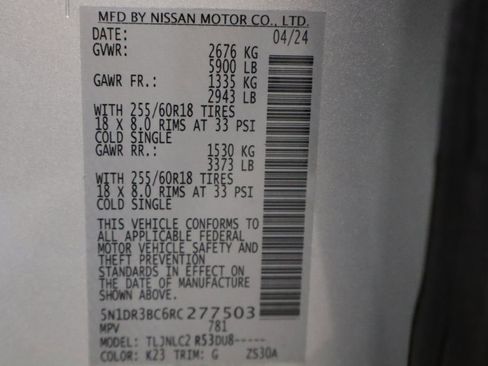 MFD BY NISSAN MOTOR CO., LTD.
DATE: 04/24
GVWR: 2676 KG
5900 LB
GAWR FR.: 1335 KG
2943 LB
WITH 255/60R18 TIRES
18 X 8.0 RIMS AT 33 PSI
COLD SINGLE
GAWR RR.: 1530 KG
3373 LB
WITH 255/60R18 TIRES
18 X 8.0 RIMS AT 33 PSI
COLD SINGLE
THIS VEHICLE CONFORMS TO
ALL APPLICABLE FEDERAL
MOTOR VEHICLE SAFETY AND
THEFT PREVENTION
STANDARDS IN EFFECT ON
THE DATE OF MANUFACTURE
SHOWN ABOVE.
5N1DR3BC6RC277503
MPV 781
MODEL: TLJNLC2 R53DU8-----
COLOR: K23 TRIM: G ZS30A